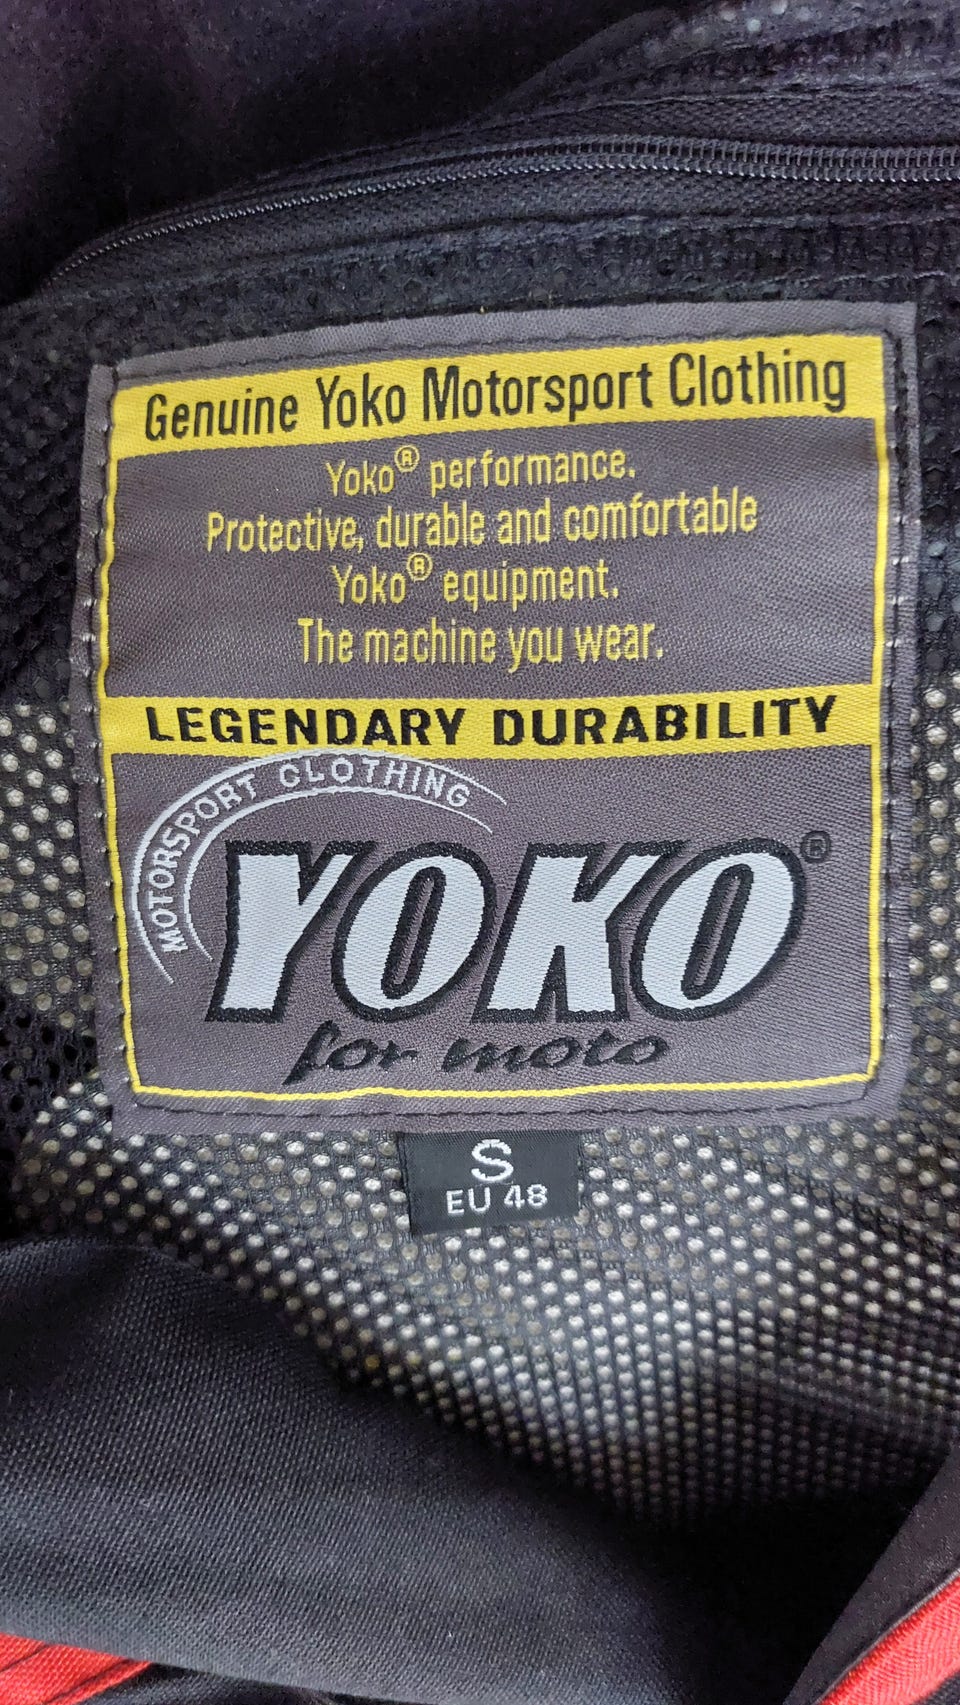 Genuine Yoko Motorsport Clothing
Yoko® performance.
Protective, durable and comfortable
Yoko® equipment.
The machine you wear.
LEGENDARY DURABILITY
MOTORSPORT CLOTHING
YOKO®
for moto
S
EU 48